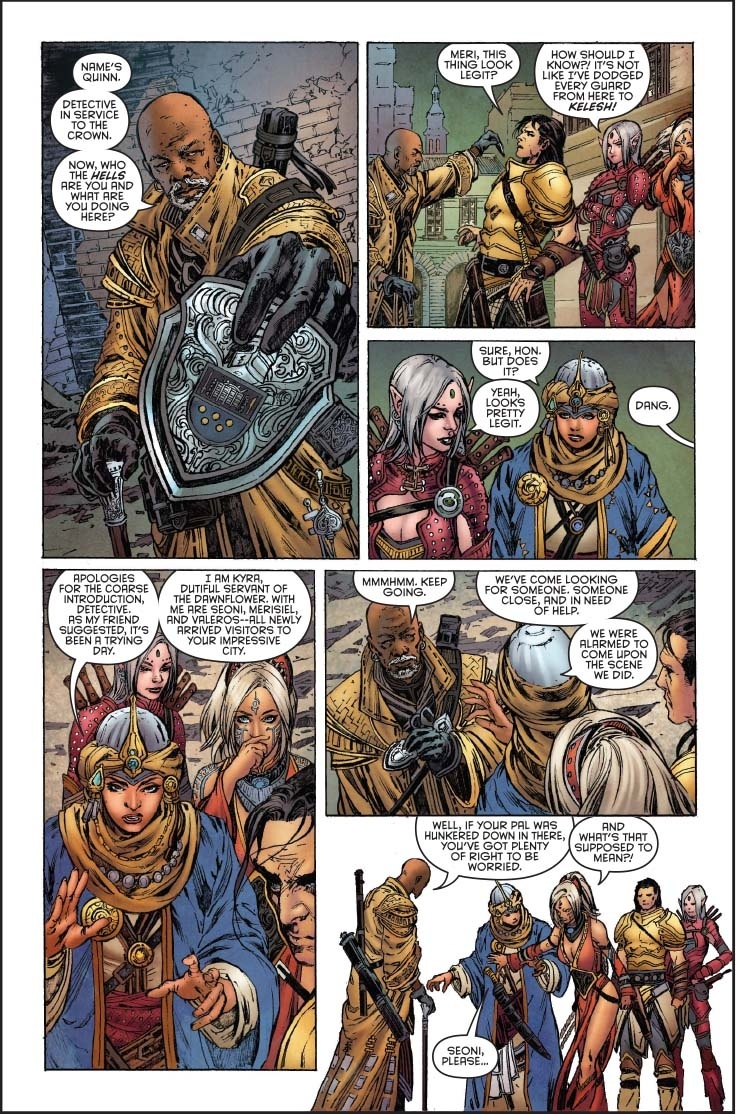 NAME'S
QUINN.
DETECTIVE
IN SERVICE
TO THE
CROWN.
NOW, WHO
THE HELLS
ARE YOU AND
WHAT ARE
YOU DOING
HERE?
MERI, THIS
THING LOOK
LEGIT?
HOW SHOULD I
KNOW?! IT'S NOT
LIKE I'VE DODGED
EVERY GUARD
FROM HERE TO
KELESH!
SURE, HON.
BUT DOES
IT?
YEAH,
LOOKS
PRETTY
LEGIT.
DANG.
APOLOGIES
FOR THE COARSE
INTRODUCTION,
DETECTIVE.
AS MY FRIEND
SUGGESTED, IT'S
BEEN A TRYING
DAY.
I AM KYRA,
DUTIFUL SERVANT OF
THE DAWNFLOWER. WITH
ME ARE SEONI, MERISIEL,
AND VALEROS--ALL NEWLY
ARRIVED VISITORS TO
YOUR IMPRESSIVE
CITY.
MMMHMM. KEEP
GOING.
WE'VE COME LOOKING
FOR SOMEONE. SOMEONE
CLOSE, AND IN NEED
OF HELP.
WE WERE
ALARMED TO
COME UPON
THE SCENE
WE DID.
WELL, IF YOUR PAL WAS
HUNKERED DOWN IN THERE,
YOU'VE GOT PLENTY
OF RIGHT TO BE
WORRIED.
AND
WHAT'S THAT
SUPPOSED TO
MEAN?!
SEONI,
PLEASE...